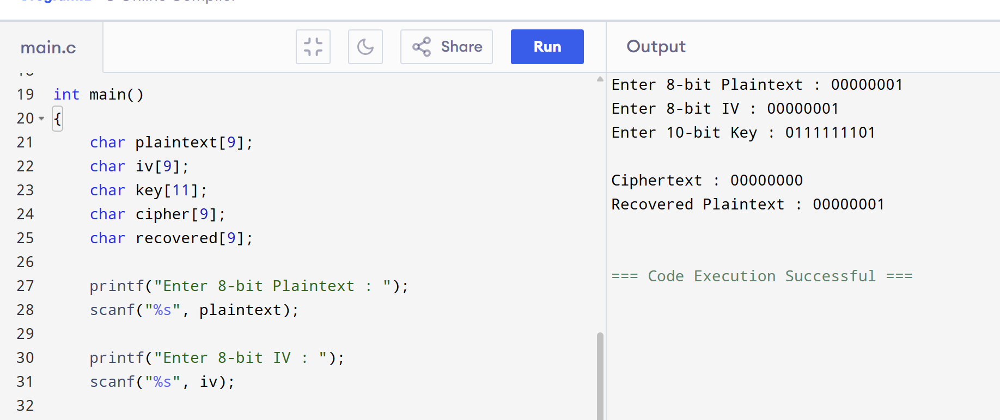 main.c
Share
Run
Output
19 int main()
20 {
21 char plaintext[9];
22 char iv[9];
23 char key[11];
24 char cipher[9];
25 char recovered[9];
26
27 printf("Enter 8-bit Plaintext : ");
28 scanf("%s", plaintext);
29
30 printf("Enter 8-bit IV : ");
31 scanf("%s", iv);
32
Enter 8-bit Plaintext : 00000001
Enter 8-bit IV : 00000001
Enter 10-bit Key : 0111111101
Ciphertext : 00000000
Recovered Plaintext : 00000001
=== Code Execution Successful ===